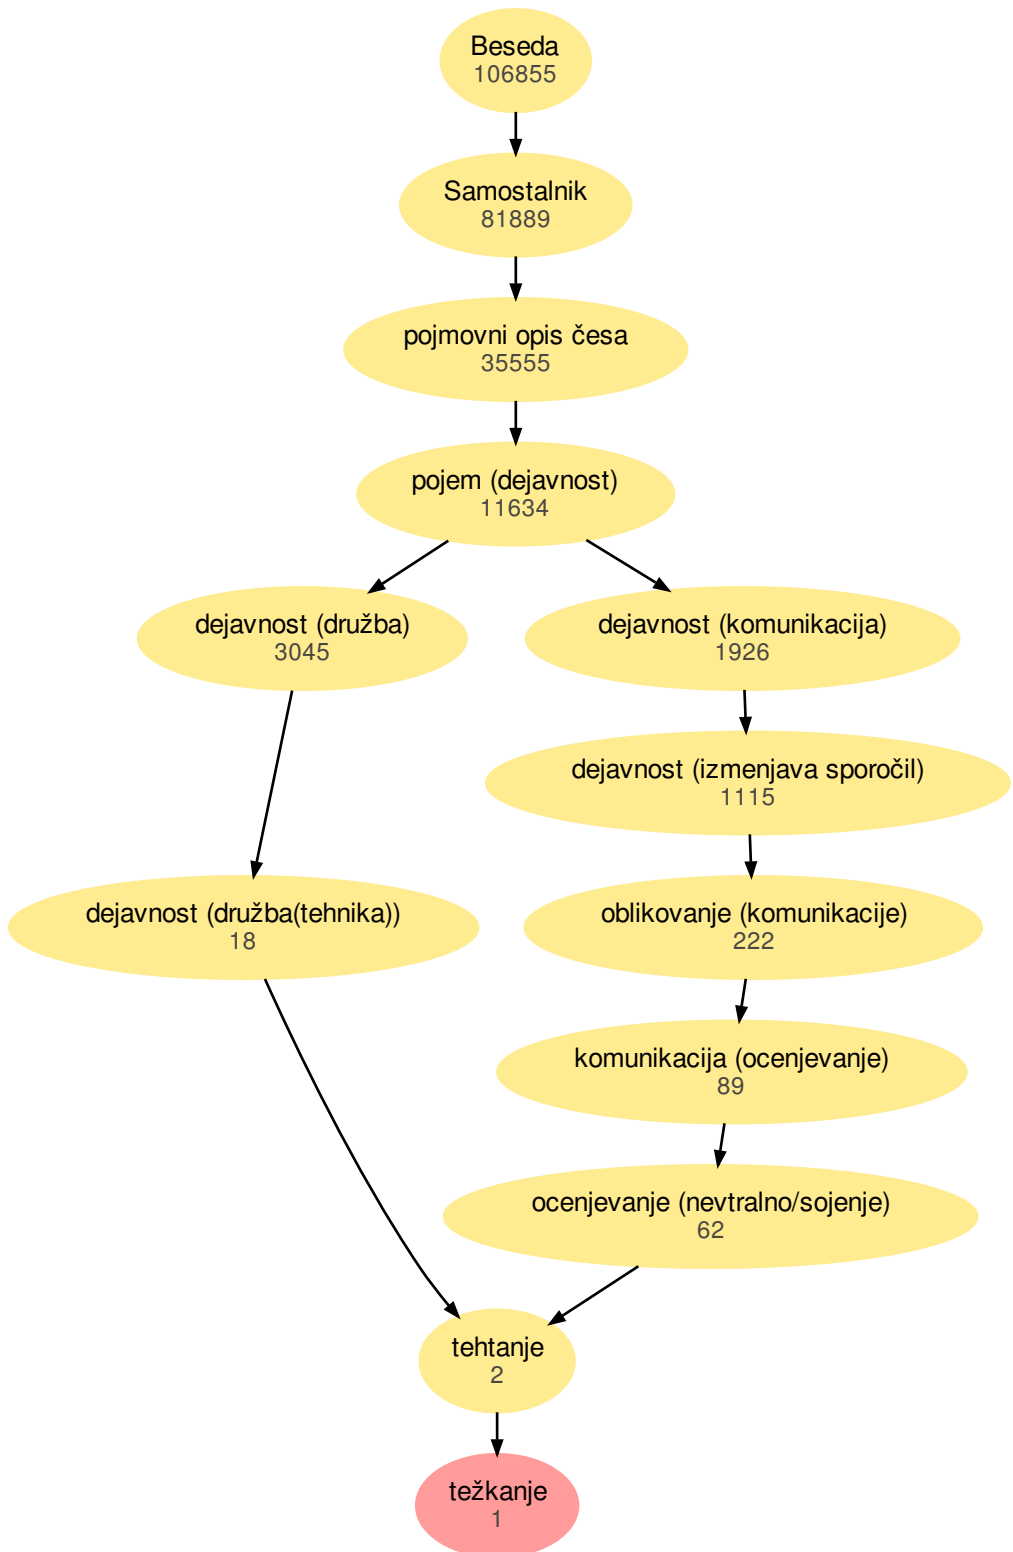 Beseda
106855
Samostalnik
81889
pojmovni opis česa
35555
pojem (dejavnost)
11634
dejavnost (družba)
3045
dejavnost (komunikacija)
1926
dejavnost (izmenjava sporočil)
1115
dejavnost (družba(tehnika))
18
oblikovanje (komunikacije)
222
komunikacija (ocenjevanje)
89
ocenjevanje (nevtralno/sojenje)
62
tehtanje
2
težkanje
1